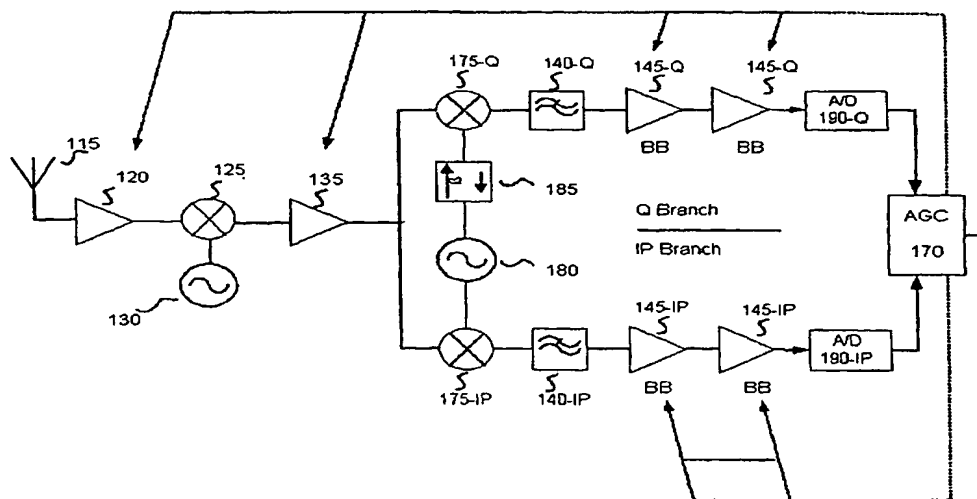 175-Q
140-Q
145-Q
145-Q
115
120
125
135
A/D
190-Q
BB
BB
185
Q Branch
AGC
170
IP Branch
180
130
145-IP
145-IP
A/D
190-IP
175-IP
140-IP
BB
BB